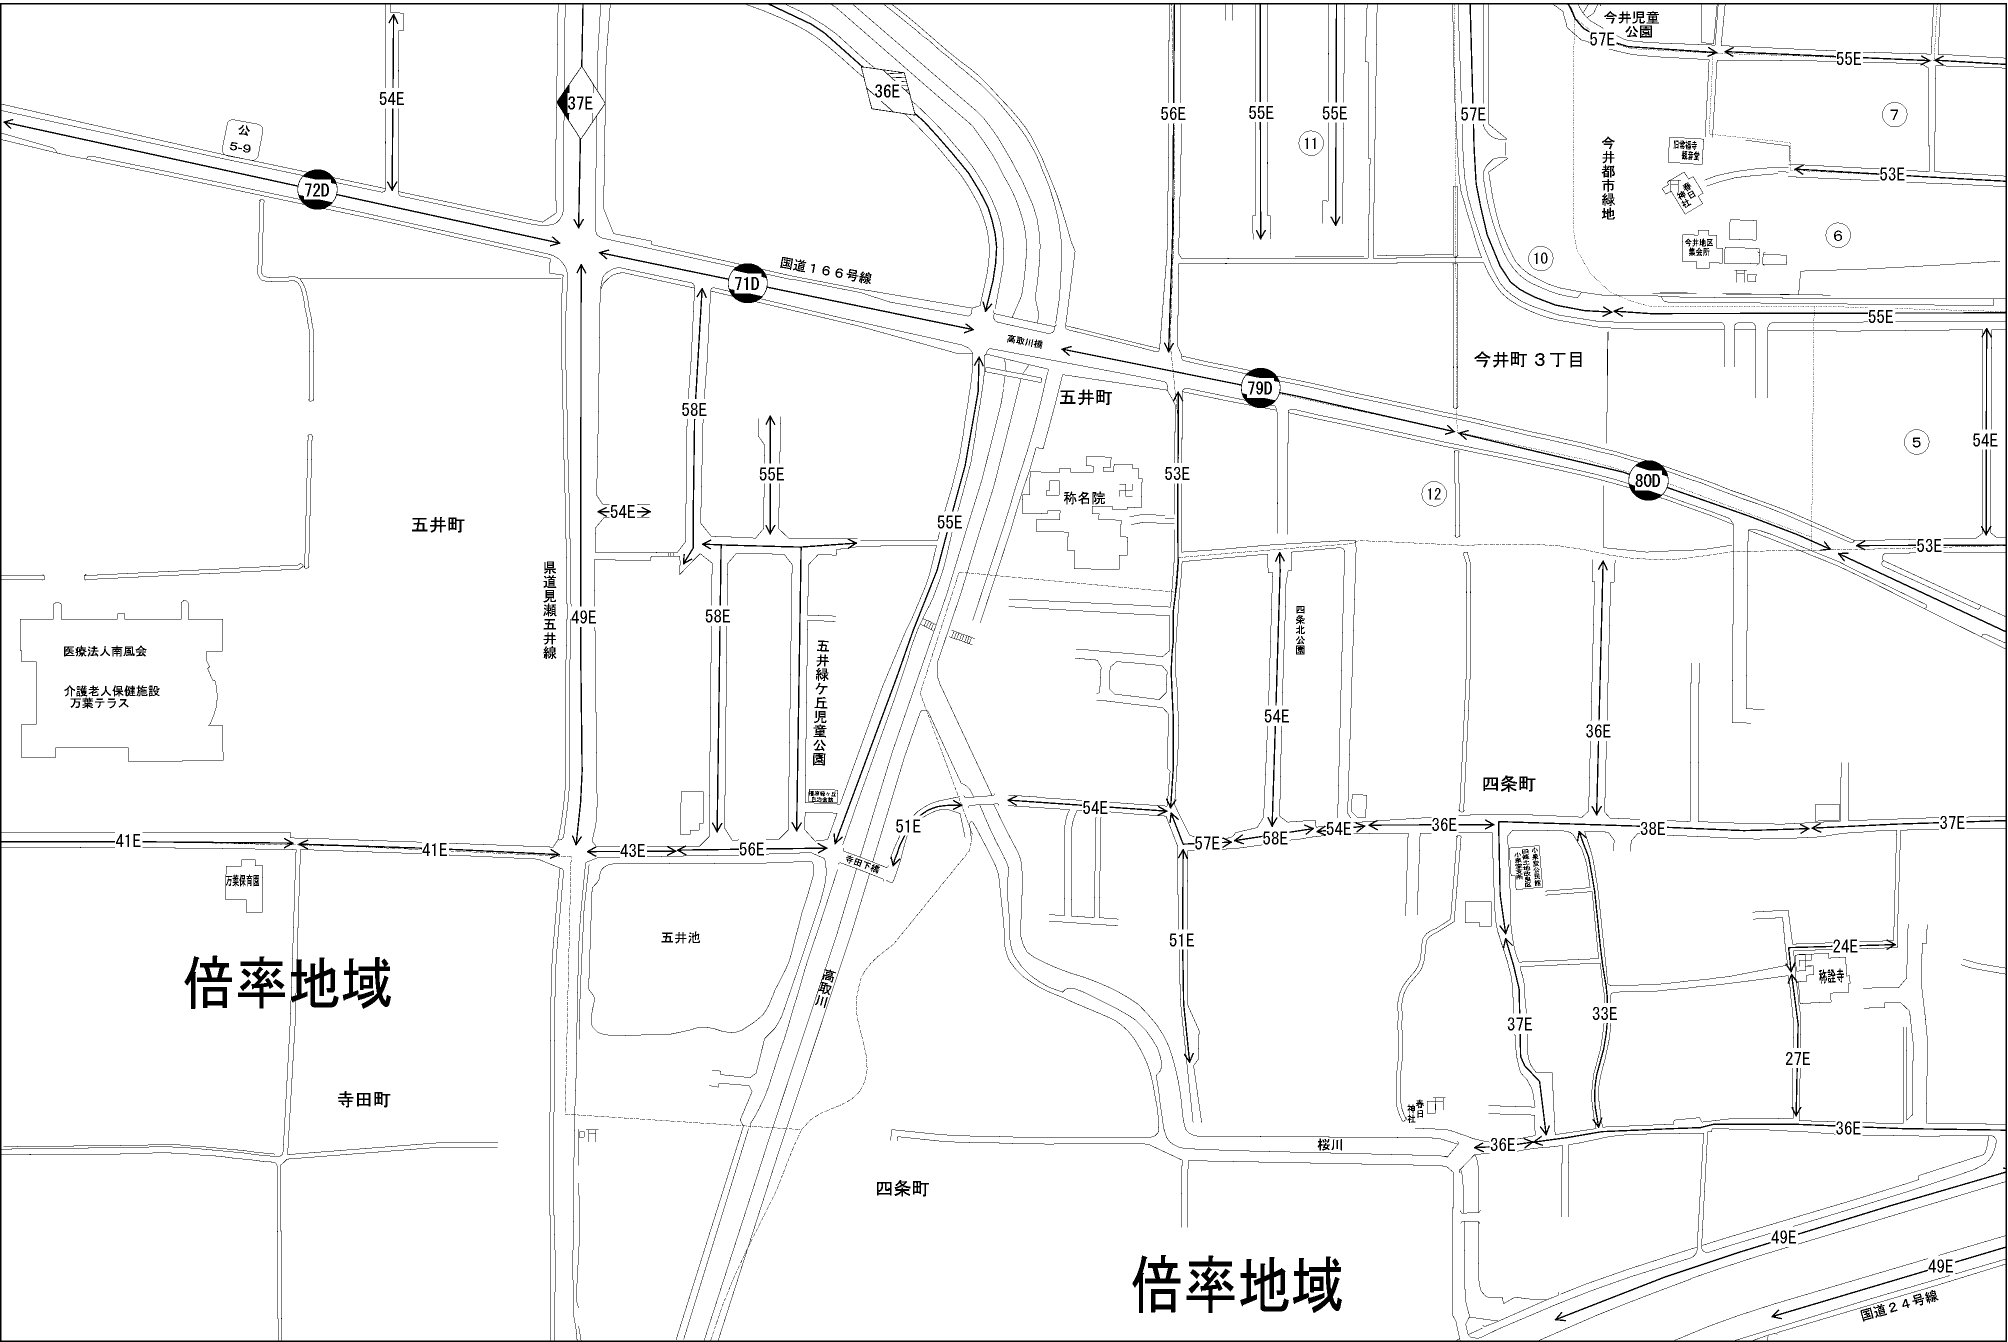 今井児童
公園
57E
55E
54E
37E
36E
56E
55E
55E
57E
⑦
公
5-9
⑪
今井都市緑地
旧常福寺
観音堂
53E
72D
春日
神社
今井地区
集会所
⑥
⑩
71D
国道166号線
55E
高取川橋
今井町3丁目
79D
五井町
58E
53E
⑤
54E
55E
80D
⑫
称名院
54E
55E
五井町
53E
県道見瀬五井線
49E
58E
四条北公園
医療法人南風会
介護老人保健施設
万葉テラス
五井緑ケ丘児童公園
54E
36E
四条町
54E
51E
57E
58E
54E
36E
38E
37E
41E
41E
43E
56E
寺田下橋
万葉保育園
五井池
51E
24E
称誼寺
倍率地域
高取川
37E
33E
27E
寺田町
春日
神社
桜川
36E
36E
四条町
49E
49E
倍率地域
国道24号線